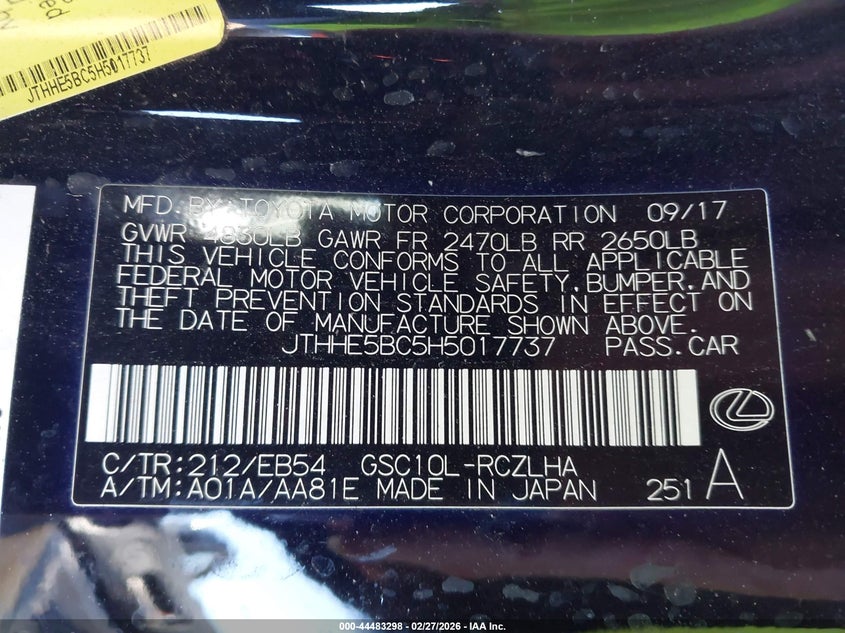 JTHHE5BC5H5017737
MFD. BY TOYOTA MOTOR CORPORATION 09/17
GVWR 4830LB GAWR FR 2470LB RR 2650LB
THIS VEHICLE CONFORMS TO ALL APPLICABLE
FEDERAL MOTOR VEHICLE SAFETY, BUMPER, AND
THEFT PREVENTION STANDARDS IN EFFECT ON
THE DATE OF MANUFACTURE SHOWN ABOVE.
JTHHE5BC5H5017737 PASS.CAR
C/TR:212/EB54 GSC10L-RCZLHA
A/TM:A01A/AA81E MADE IN JAPAN 251 A
000-44483298 - 02/27/2026 - IAA Inc.